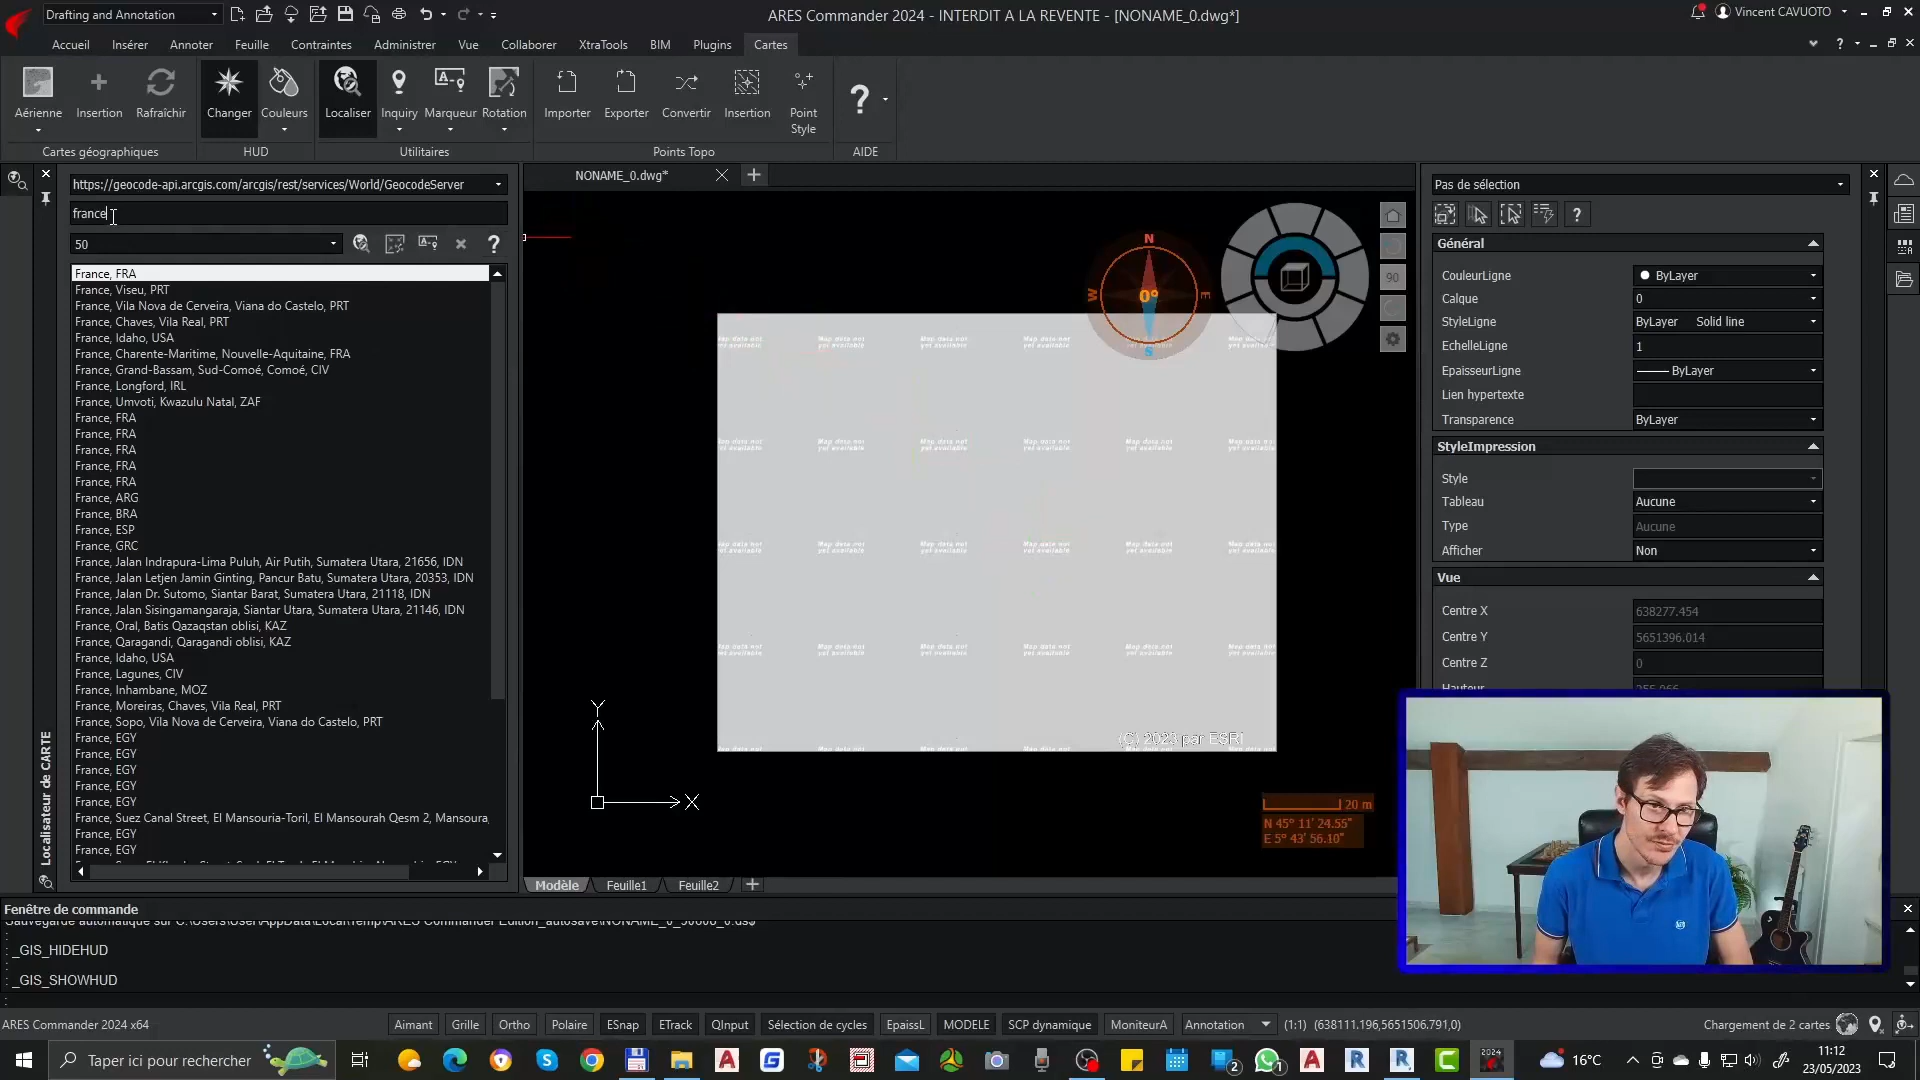 Drafting and Annotation
ARES Commander 2024 - INTERDIT A LA REVENTE - [NONAME_0.dwg*]
Vincent CAVUOTO
Accueil Insérer Annoter Feuille Contraintes Administrer Vue Collaborer XtraTools BIM Plugins Cartes
Aérienne Insertion Rafraîchir Changer Couleurs Localiser Inquiry Marqueur Rotation Importer Exporter Convertir Insertion Point Style
Cartes géographiques HUD Utilitaires Points Topo AIDE
https://geocode-api.arcgis.com/arcgis/rest/services/World/GeocodeServer
france
50
France, FRA
France, Viseu, PRT
France, Vila Nova de Cerveira, Viana do Castelo, PRT
France, Chaves, Vila Real, PRT
France, Idaho, USA
France, Charente-Maritime, Nouvelle-Aquitaine, FRA
France, Grand-Bassam, Sud-Comoé, Comoé, CIV
France, Longford, IRL
France, Umvoti, Kwazulu Natal, ZAF
France, FRA
France, FRA
France, FRA
France, FRA
France, FRA
France, ARG
France, BRA
France, ESP
France, GRC
France, Jalan Indrapura-Lima Puluh, Air Putih, Sumatera Utara, 21656, IDN
France, Jalan Letjen Jamin Ginting, Pancur Batu, Sumatera Utara, 20353, IDN
France, Jalan Dr. Sutomo, Siantar Barat, Sumatera Utara, 21118, IDN
France, Jalan Sisingamangaraja, Siantar Utara, Sumatera Utara, 21146, IDN
France, Oral, Batis Qazaqstan oblisi, KAZ
France, Qaragandi, Qaragandi oblisi, KAZ
France, Idaho, USA
France, Lagunes, CIV
France, Inhambane, MOZ
France, Moreiras, Chaves, Vila Real, PRT
France, Sopo, Vila Nova de Cerveira, Viana do Castelo, PRT
France, EGY
France, EGY
France, EGY
France, EGY
France, EGY
France, Suez Canal Street, El Mansouria-Toril, El Mansourah Qesm 2, Mansoura,
France, EGY
France, EGY
Localisateur de CARTE
NONAME_0.dwg*
N
W 0° E
S
90
Map data not yet available
(C) 2023 par ESRI
Y
X
20 m
N 45° 11' 24.55"
E 5° 43' 56.10"
Modèle Feuille1 Feuille2
Pas de sélection
Général
CouleurLigne ByLayer
Calque 0
StyleLigne ByLayer Solid line
EchelleLigne 1
EpaisseurLigne ByLayer
Lien hypertexte
Transparence ByLayer
StyleImpression
Style
Tableau Aucune
Type Aucune
Afficher Non
Vue
Centre X 638277.454
Centre Y 5651396.014
Centre Z 0
Hauteur
Fenêtre de commande
:
: _GIS_HIDEHUD
:
: _GIS_SHOWHUD
:
ARES Commander 2024 x64
Aimant Grille Ortho Polaire ESnap ETrack QInput Sélection de cycles EpaissL MODELE SCP dynamique MoniteurA Annotation (1:1) (638111.196,5651506.791,0)
Chargement de 2 cartes
Taper ici pour rechercher
16°C
11:12
23/05/2023